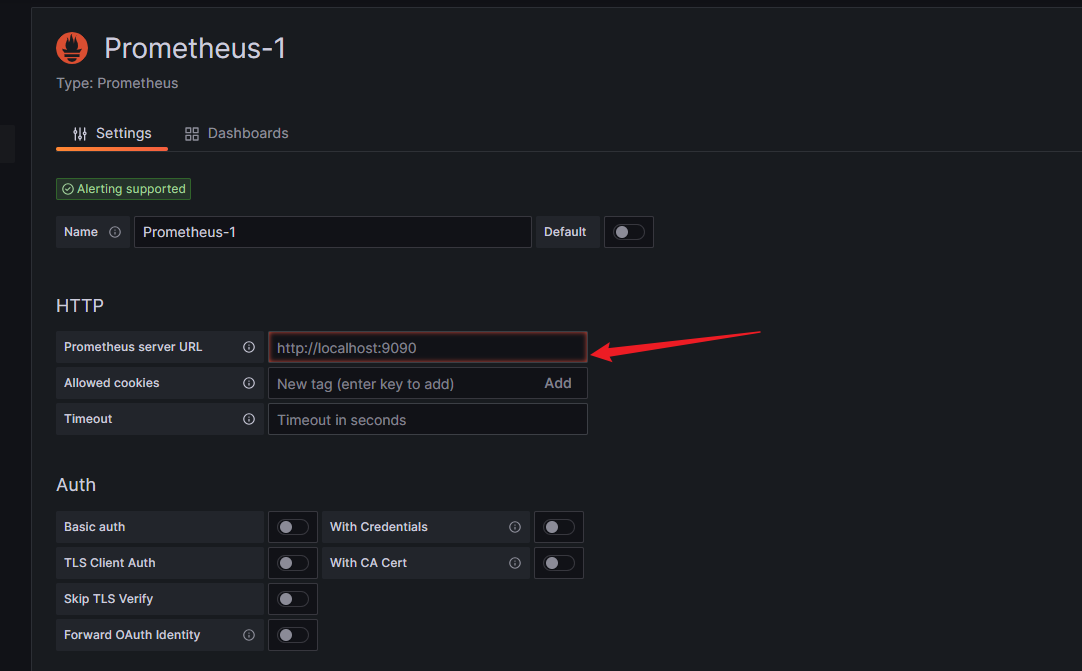 Prometheus-1
Type: Prometheus
Settings Dashboards
Alerting supported
Name Prometheus-1 Default
HTTP
Prometheus server URL http://localhost:9090
Allowed cookies New tag (enter key to add) Add
Timeout Timeout in seconds
Auth
Basic auth With Credentials
TLS Client Auth With CA Cert
Skip TLS Verify
Forward OAuth Identity